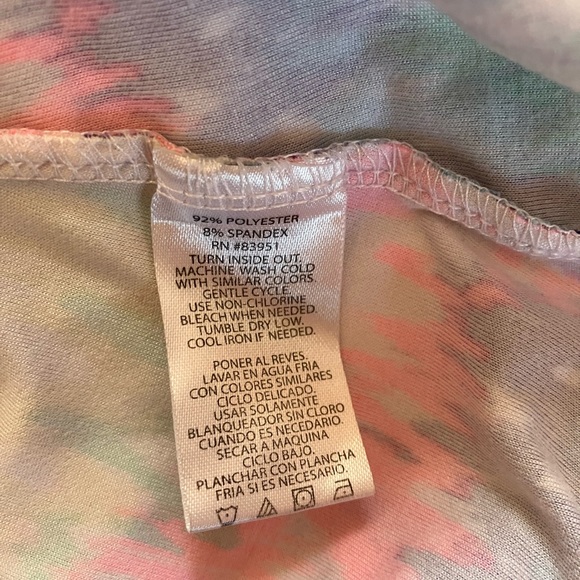 92% POLYESTER
8% SPANDEX
RN #83951
TURN INSIDE OUT.
MACHINE WASH COLD
WITH SIMILAR COLORS.
GENTLE CYCLE.
USE NON-CHLORINE
BLEACH WHEN NEEDED.
TUMBLE DRY LOW.
COOL IRON IF NEEDED.
PONER AL REVES.
LAVAR EN AGUA FRIA
CON COLORES SIMILARES
CICLO DELICADO.
USAR SOLAMENTE
BLANQUEADOR SIN CLORO
CUANDO ES NECESARIO.
SECAR A MAQUINA
CICLO BAJO.
PLANCHAR CON PLANCHA
FRIA SI ES NECESARIO.